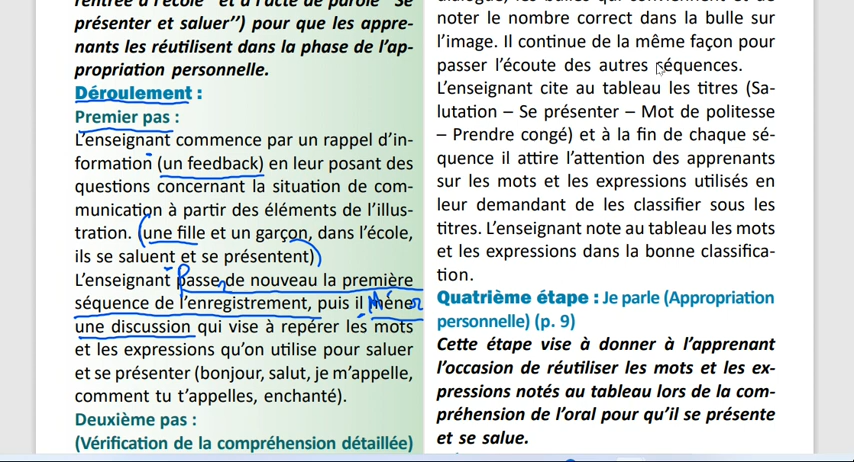 rentrée à l'école" et à l'acte de parole "Se
présenter et saluer'') pour que les appre-
nants les réutilisent dans la phase de l'ap-
propriation personnelle.
Déroulement :
Premier pas :
L'enseignant commence par un rappel d'in-
formation (un feedback) en leur posant des
questions concernant la situation de com-
munication à partir des éléments de l'illus-
tration. (une fille et un garçon, dans l'école,
ils se saluent et se présentent)
L'enseignant passe de nouveau la première
séquence de l'enregistrement, puis il mène
une discussion qui vise à repérer les mots
et les expressions qu'on utilise pour saluer
et se présenter (bonjour, salut, je m'appelle,
comment tu t'appelles, enchanté).
Deuxième pas :
(Vérification de la compréhension détaillée)
dialogue, les bulles qui conviennent et de
noter le nombre correct dans la bulle sur
l'image. Il continue de la même façon pour
passer l'écoute des autres séquences.
L'enseignant cite au tableau les titres (Sa-
lutation – Se présenter – Mot de politesse
– Prendre congé) et à la fin de chaque sé-
quence il attire l'attention des apprenants
sur les mots et les expressions utilisés en
leur demandant de les classifier sous les
titres. L'enseignant note au tableau les mots
et les expressions dans la bonne classifica-
tion.
Quatrième étape : Je parle (Appropriation
personnelle) (p. 9)
Cette étape vise à donner à l'apprenant
l'occasion de réutiliser les mots et les ex-
pressions notés au tableau lors de la com-
préhension de l'oral pour qu'il se présente
et se salue.